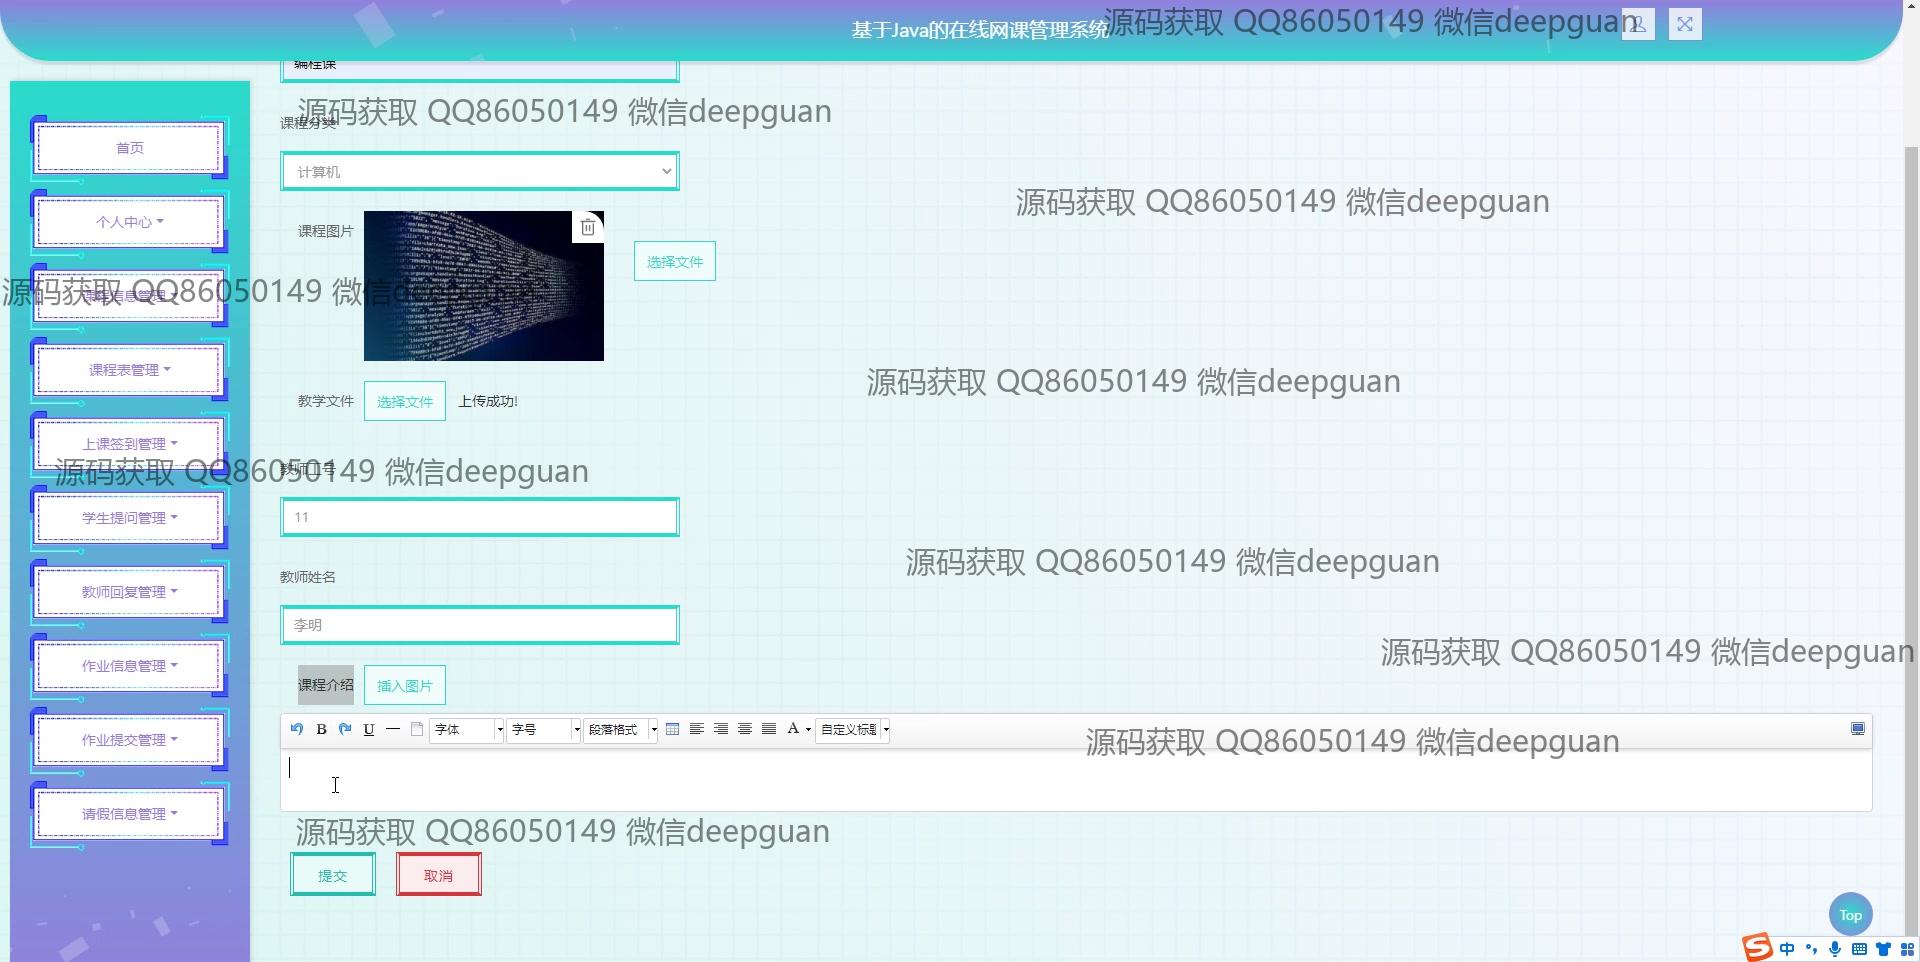 基于Java的在线网课管理系统
源码获取 QQ86050149 微信deepguan
编程课
源码获取 QQ86050149 微信deepguan
课程分类
首页
计算机
源码获取 QQ86050149 微信deepguan
个人中心
课程图片
选择文件
源码获取 QQ86050149 微信deepguan
课程信息管理
课程表管理
源码获取 QQ86050149 微信deepguan
教学文件
选择文件
上传成功!
上课签到管理
源码获取 QQ86050149 微信deepguan
教师工号
学生提问管理
11
源码获取 QQ86050149 微信deepguan
教师姓名
教师回复管理
李明
源码获取 QQ86050149 微信deepguan
作业信息管理
课程介绍
插入图片
B U 字体 字号 段落格式 A 自定义标题
作业提交管理
源码获取 QQ86050149 微信deepguan
请假信息管理
源码获取 QQ86050149 微信deepguan
提交
取消
Top
S 中